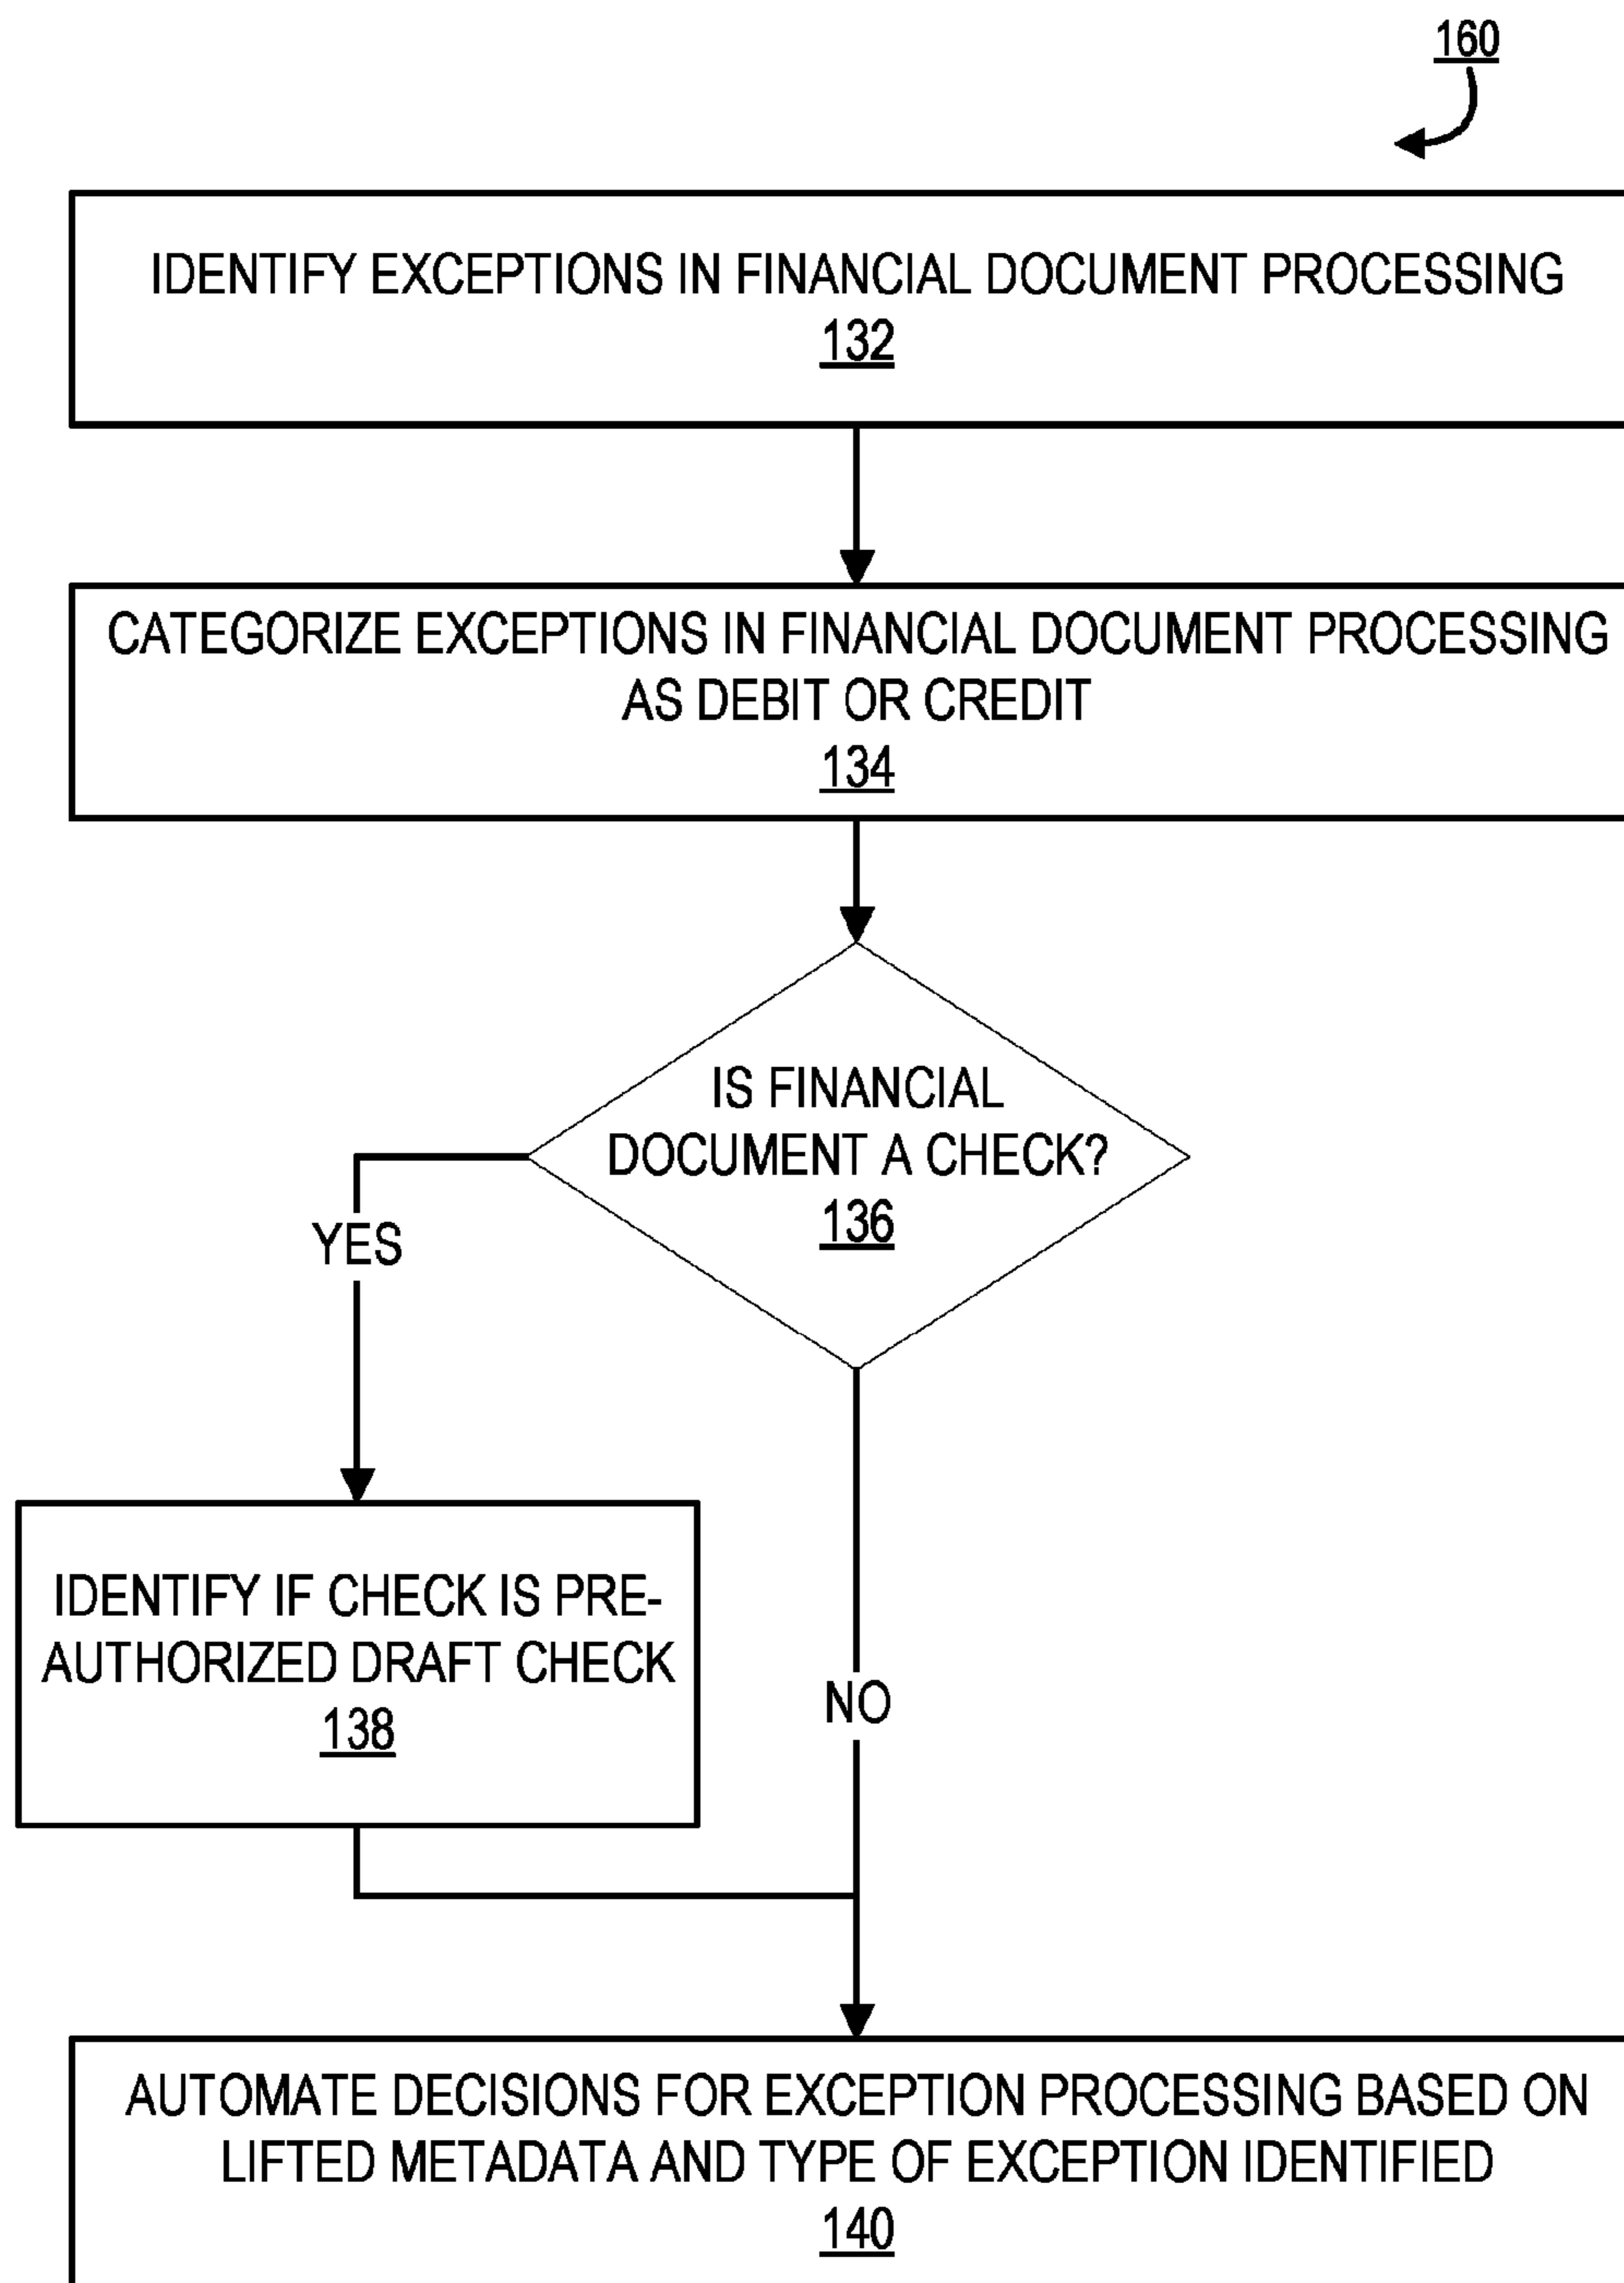 160
IDENTIFY EXCEPTIONS IN FINANCIAL DOCUMENT PROCESSING
132
CATEGORIZE EXCEPTIONS IN FINANCIAL DOCUMENT PROCESSING
AS DEBIT OR CREDIT
134
IS FINANCIAL
DOCUMENT A CHECK?
136
YES
IDENTIFY IF CHECK IS PRE-
AUTHORIZED DRAFT CHECK
138
NO
AUTOMATE DECISIONS FOR EXCEPTION PROCESSING BASED ON
LIFTED METADATA AND TYPE OF EXCEPTION IDENTIFIED
140